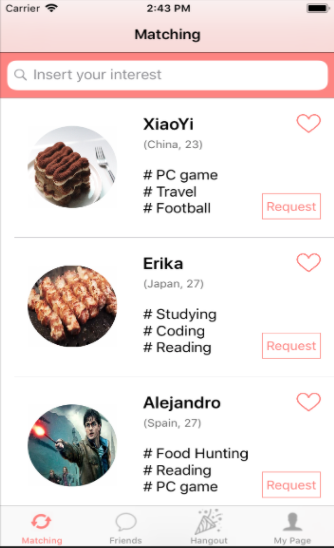 Carrier 2:43 PM
Matching
Insert your interest
XiaoYi
(China, 23)
# PC game
# Travel
# Football
Request
Erika
(Japan, 27)
# Studying
# Coding
# Reading
Request
Alejandro
(Spain, 27)
# Food Hunting
# Reading
# PC game
Request
Matching Friends Hangout My Page